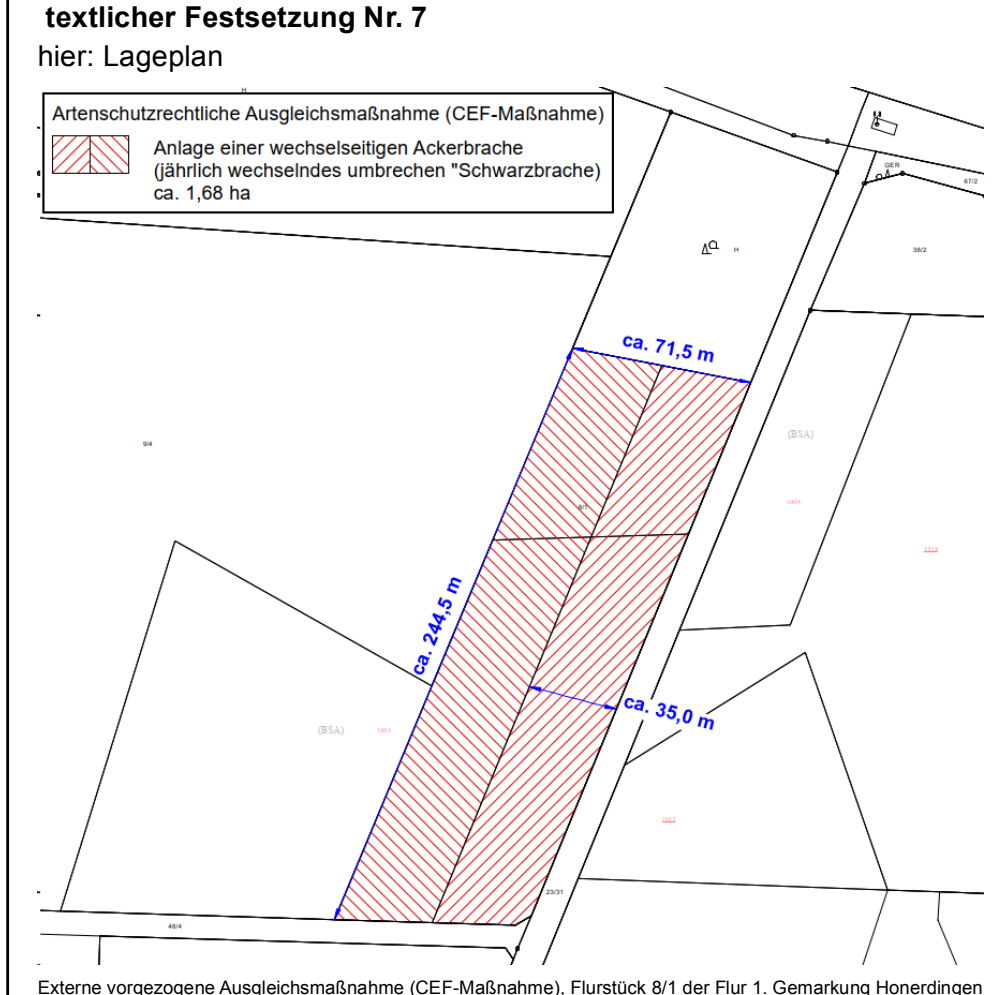 textlicher Festsetzung Nr. 7
hier: Lageplan
H
Artenschutzrechtliche Ausgleichsmaßnahme (CEF-Maßnahme)
Anlage einer wechselseitigen Ackerbrache
(jährlich wechselndes umbrechen "Schwarzbrache)
ca. 1,68 ha
GER
67/2
H
38/2
ca. 71,5 m
(BSA)
9/4
8/1
ca. 244,5 m
ca. 35,0 m
(BSA)
23/31
48/4
Externe vorgezogene Ausgleichsmaßnahme (CEF-Maßnahme), Flurstück 8/1 der Flur 1, Gemarkung Honerdingen